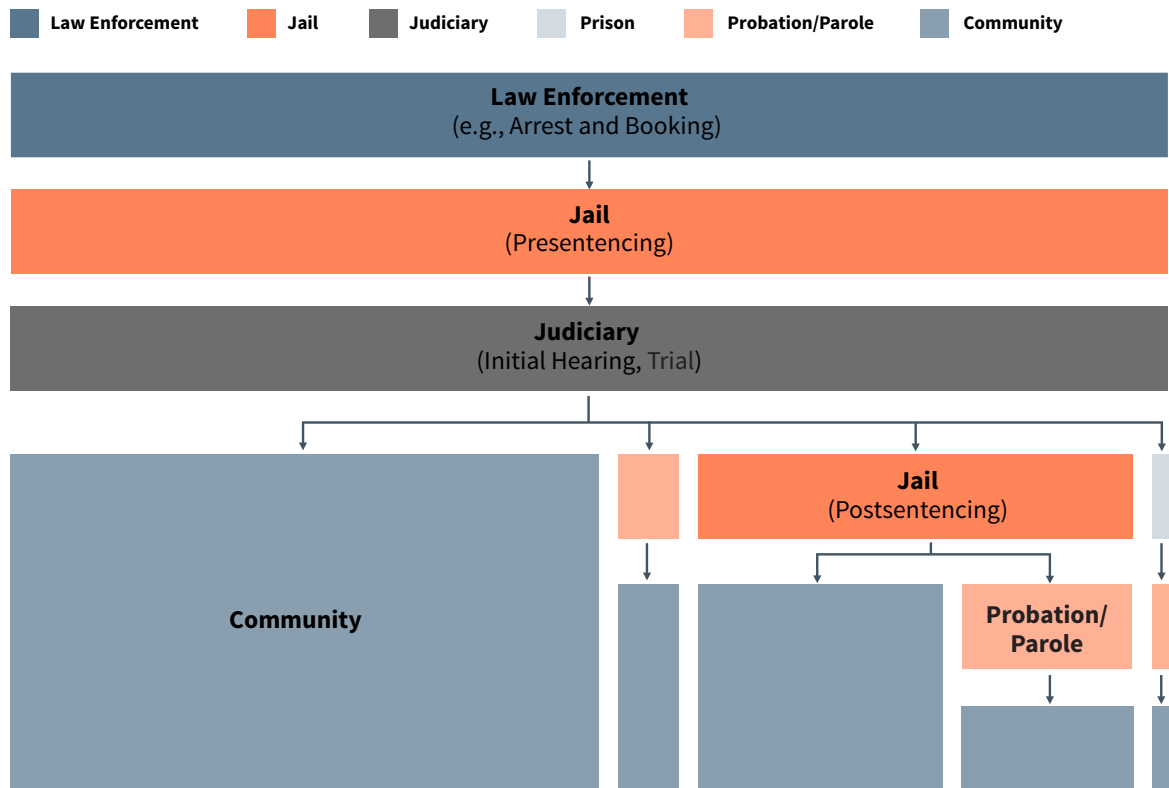 Law Enforcement
Jail
Judiciary
Prison
Probation/Parole
Community
Law Enforcement
(e.g., Arrest and Booking)
Jail
(Presentencing)
Judiciary
(Initial Hearing, Trial)
Jail
(Postsentencing)
Community
Probation/
Parole